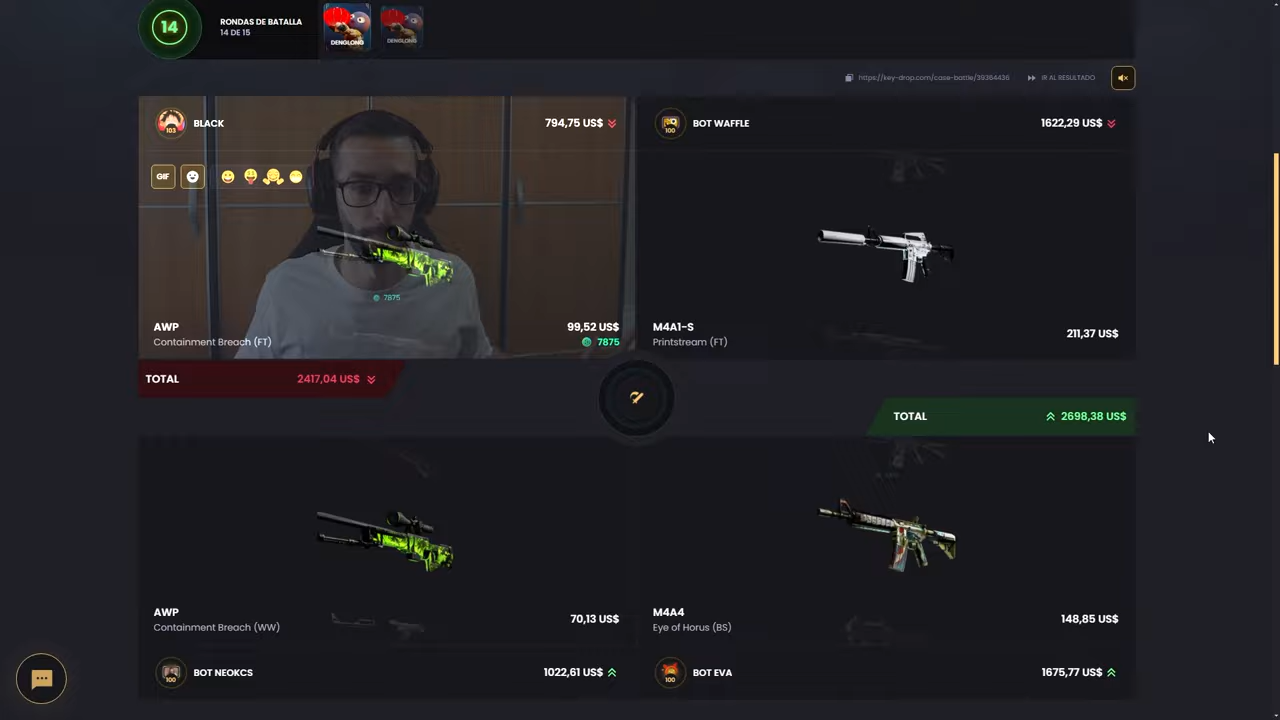 14
RONDAS DE BATALLA
14 DE 15
DENGLONG
DENGLONG
https://key-drop.com/case-battle/39364436
IR AL RESULTADO
103
BLACK
794,75 US$
100
BOT WAFFLE
1622,29 US$
GIF
7875
AWP
99,52 US$
Containment Breach (FT)
7875
M4A1-S
Printstream (FT)
211,37 US$
TOTAL
2417,04 US$
TOTAL
2698,38 US$
AWP
Containment Breach (WW)
70,13 US$
M4A4
Eye of Horus (BS)
148,85 US$
100
BOT NEOKCS
1022,61 US$
100
BOT EVA
1675,77 US$